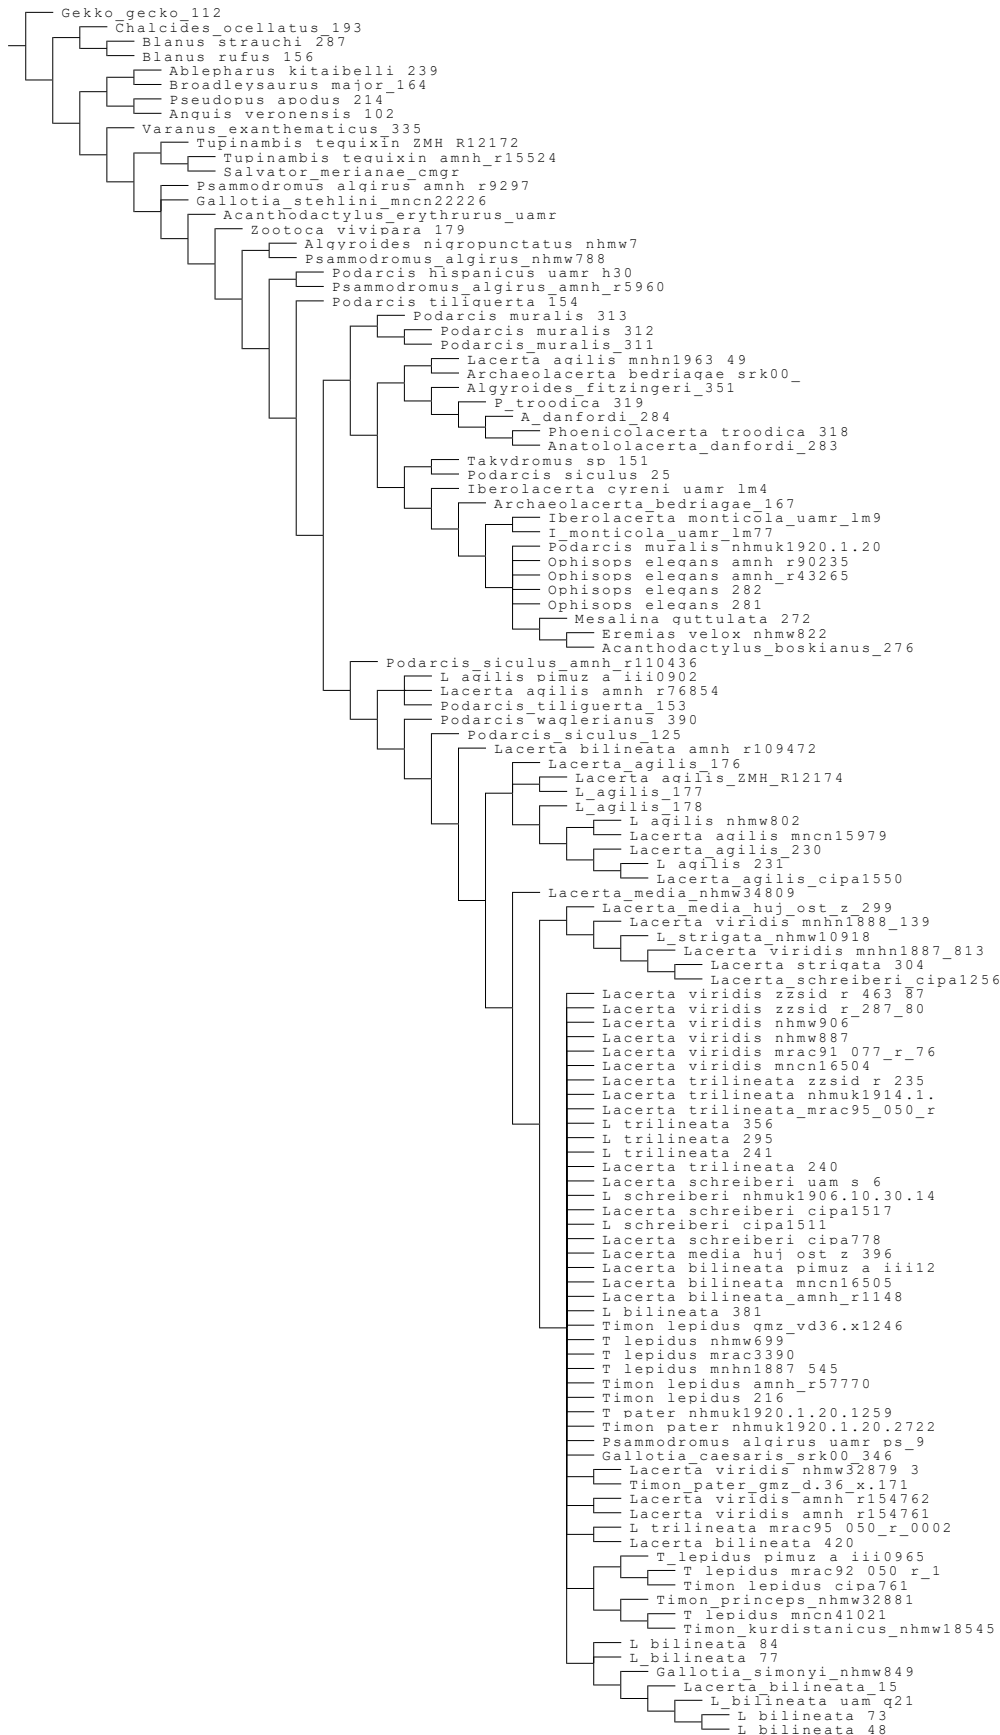 Gekko_gecko_112
Chalcides_ocellatus_193
Blanus_strauchi_287
Blanus_rufus_156
Ablepharus_kitaibelli_239
Broadleysaurus_major_164
Pseudopus_apodus_214
Anguis_veronensis_102
Varanus_exanthematicus_335
Tupinambis_teguixin_ZMH_R12172
Tupinambis_teguixin_amnh_r15524
Salvator_merianae_cmgr
Psammodromus_algirus_amnh_r9297
Gallotia_stehlini_mncn22226
Acanthodactylus_erythrurus_uamr
Zootoca_vivipara_179
Algyroides_nigropunctatus_nhmw7
Psammodromus_algirus_nhmw788
Podarcis_hispanicus_uamr_h30
Psammodromus_algirus_amnh_r5960
Podarcis_tiliguerta_154
Podarcis_muralis_313
Podarcis_muralis_312
Podarcis_muralis_311
Lacerta_agilis_mnhn1963_49
Archaeolacerta_bedriagae_srk00_
Algyroides_fitzingeri_351
P_troodica_319
A_danfordi_284
Phoenicolacerta_troodica_318
Anatololacerta_danfordi_283
Takydromus_sp_151
Podarcis_siculus_25
Iberolacerta_cyreni_uamr_lm4
Archaeolacerta_bedriagae_167
Iberolacerta_monticola_uamr_lm9
I_monticola_uamr_lm77
Podarcis_muralis_nhmuk1920.1.20
Ophisops_elegans_amnh_r90235
Ophisops_elegans_amnh_r43265
Ophisops_elegans_282
Ophisops_elegans_281
Mesalina_guttulata_272
Eremias_velox_nhmw822
Acanthodactylus_boskianus_276
Podarcis_siculus_amnh_r110436
L_agilis_pimuz_a_iii0902
Lacerta_agilis_amnh_r76854
Podarcis_tiliguerta_153
Podarcis_waglerianus_390
Podarcis_siculus_125
Lacerta_bilineata_amnh_r109472
Lacerta_agilis_176
Lacerta_agilis_ZMH_R12174
L_agilis_177
L_agilis_178
L_agilis_nhmw802
Lacerta_agilis_mncn15979
Lacerta_agilis_230
L_agilis_231
Lacerta_agilis_cipa1550
Lacerta_media_nhmw34809
Lacerta_media_huj_ost_z_299
Lacerta_viridis_mnhn1888_139
L_strigata_nhmw10918
Lacerta_viridis_mnhn1887_813
Lacerta_strigata_304
Lacerta_schreiberi_cipa1256
Lacerta_viridis_zzsid_r_463_87
Lacerta_viridis_zzsid_r_287_80
Lacerta_viridis_nhmw906
Lacerta_viridis_nhmw887
Lacerta_viridis_mrac91_077_r_76
Lacerta_viridis_mncn16504
Lacerta_trilineata_zzsid_r_235
Lacerta_trilineata_nhmuk1914.1.
Lacerta_trilineata_mrac95_050_r
L_trilineata_356
L_trilineata_295
L_trilineata_241
Lacerta_trilineata_240
Lacerta_schreiberi_uam_s_6
L_schreiberi_nhmuk1906.10.30.14
Lacerta_schreiberi_cipa1517
L_schreiberi_cipa1511
Lacerta_schreiberi_cipa778
Lacerta_media_huj_ost_z_396
Lacerta_bilineata_pimuz_a_iii12
Lacerta_bilineata_mncn16505
Lacerta_bilineata_amnh_r1148
L_bilineata_381
Timon_lepidus_gmz_vd36.x1246
T_lepidus_nhmw699
T_lepidus_mrac3390
T_lepidus_mnhn1887_545
Timon_lepidus_amnh_r57770
Timon_lepidus_216
T_pater_nhmuk1920.1.20.1259
Timon_pater_nhmuk1920.1.20.2722
Psammodromus_algirus_uamr_ps_9
Gallotia_caesaris_srk00_346
Lacerta_viridis_nhmw32879_3
Timon_pater_gmz_d.36_x.171
Lacerta_viridis_amnh_r154762
Lacerta_viridis_amnh_r154761
L_trilineata_mrac95_050_r_0002
Lacerta_bilineata_420
T_lepidus_pimuz_a_iii0965
T_lepidus_mrac92_050_r_1
Timon_lepidus_cipa761
Timon_princeps_nhmw32881
T_lepidus_mncn41021
Timon_kurdistanicus_nhmw18545
L_bilineata_84
L_bilineata_77
Gallotia_simonyi_nhmw849
Lacerta_bilineata_15
L_bilineata_uam_q21
L_bilineata_73
L_bilineata_48